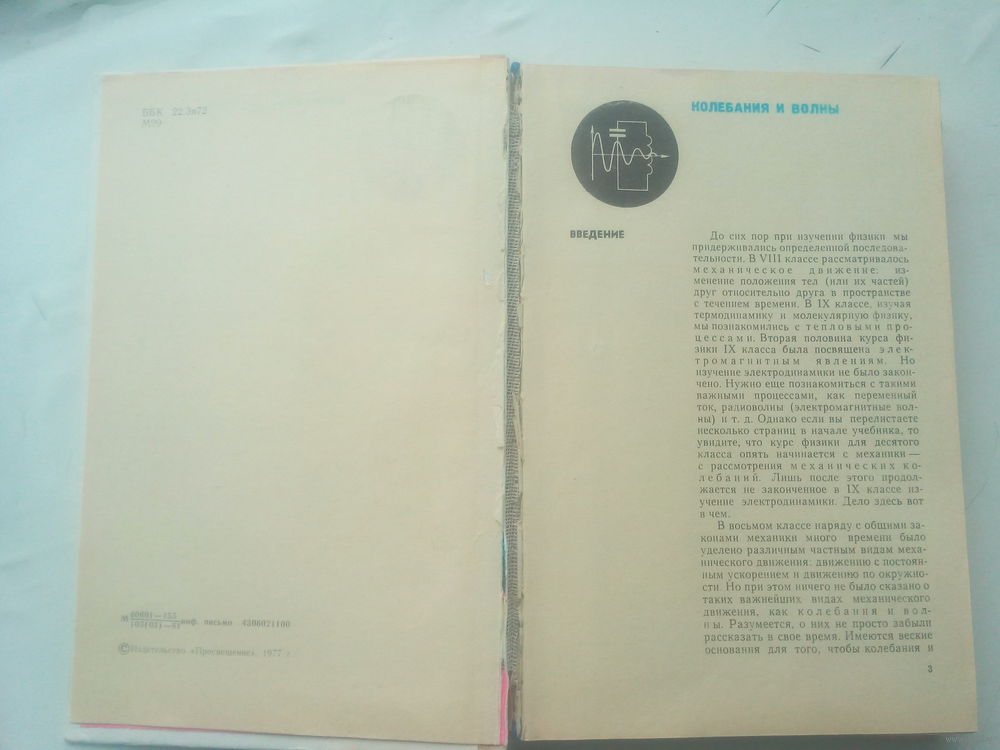 ББК 22.3я72
М99
М 60601—155
103(03)—81 инф. письмо 4306021100
© Издательство «Просвещение», 1977 г
КОЛЕБАНИЯ И ВОЛНЫ
ВВЕДЕНИЕ
До сих пор при изучении физики мы
придерживались определенной последова-
тельности. В VIII классе рассматривалось
механическое движение: из-
менение положения тел (или их частей)
друг относительно друга в пространстве
с течением времени. В IX классе, изучая
термодинамику и молекулярную физику,
мы познакомились с тепловыми про-
цессами. Вторая половина курса фи-
зики IX класса была посвящена элек-
тромагнитным явлениям. Но
изучение электродинамики не было закон-
чено. Нужно еще познакомиться с такими
важными процессами, как переменный
ток, радиоволны (электромагнитные вол-
ны) и т. д. Однако если вы перелистаете
несколько страниц в начале учебника, то
увидите, что курс физики для десятого
класса опять начинается с механики —
с рассмотрения механических ко-
лебаний. Лишь после этого продол-
жается не законченное в IX классе из-
учение электродинамики. Дело здесь вот
в чем.
В восьмом классе наряду с общими за-
конами механики много времени было
уделено различным частным видам меха-
нического движения: движению с постоян-
ным ускорением и движению по окружно-
сти. Но при этом ничего не было сказано о
таких важнейших видах механического
движения, как колебания и вол-
ны. Разумеется, о них не просто забыли
рассказать в свое время. Имеются веские
основания для того, чтобы колебания и
3